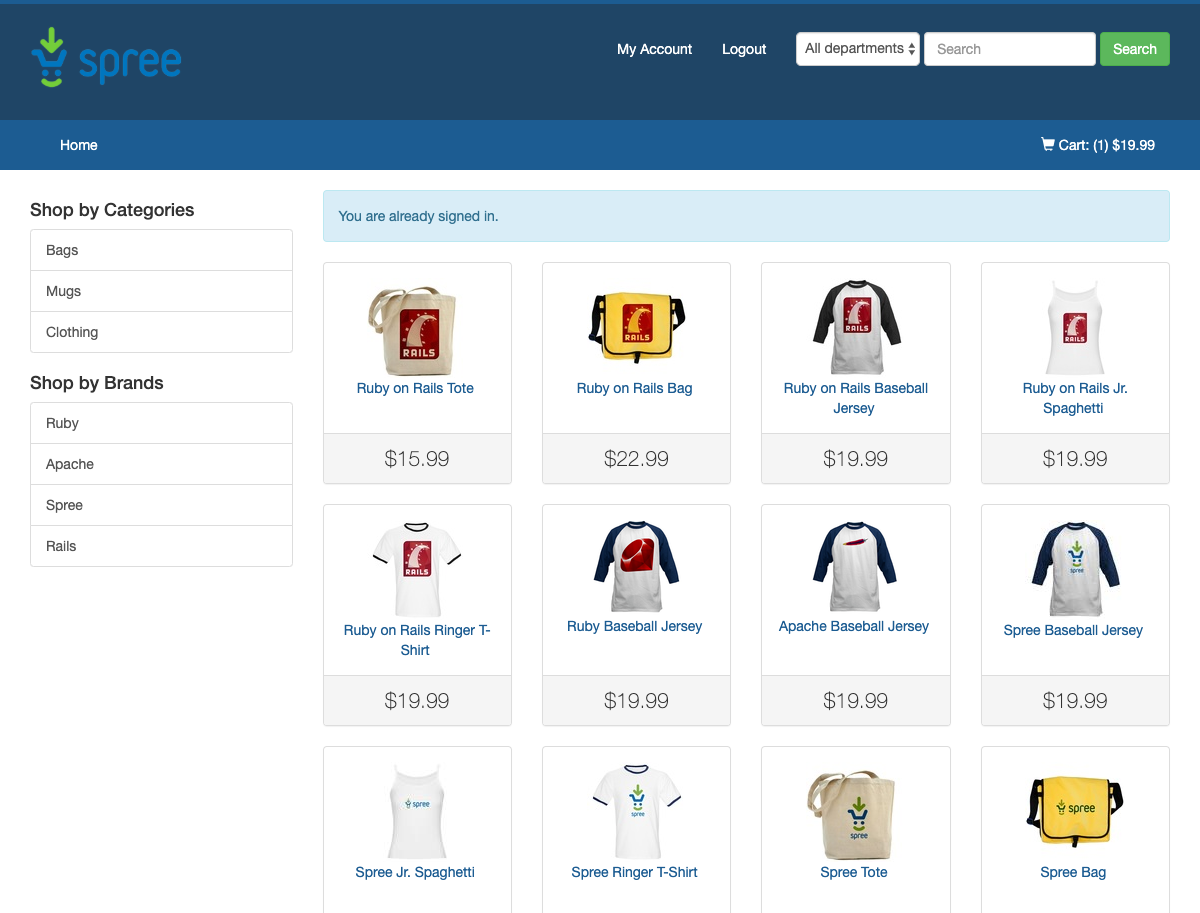 spree
My Account
Logout
All departments
Search
Search
Home
Cart: (1) $19.99
Shop by Categories
Bags
Mugs
Clothing
Shop by Brands
Ruby
Apache
Spree
Rails
You are already signed in.
RAILS
Ruby on Rails Tote
$15.99
RAILS
Ruby on Rails Bag
$22.99
RAILS
Ruby on Rails Baseball
Jersey
$19.99
RAILS
Ruby on Rails Jr.
Spaghetti
$19.99
RAILS
Ruby on Rails Ringer T-
Shirt
$19.99
Ruby Baseball Jersey
$19.99
Apache Baseball Jersey
$19.99
spree
Spree Baseball Jersey
$19.99
spree
Spree Jr. Spaghetti
spree
Spree Ringer T-Shirt
spree
Spree Tote
spree
Spree Bag